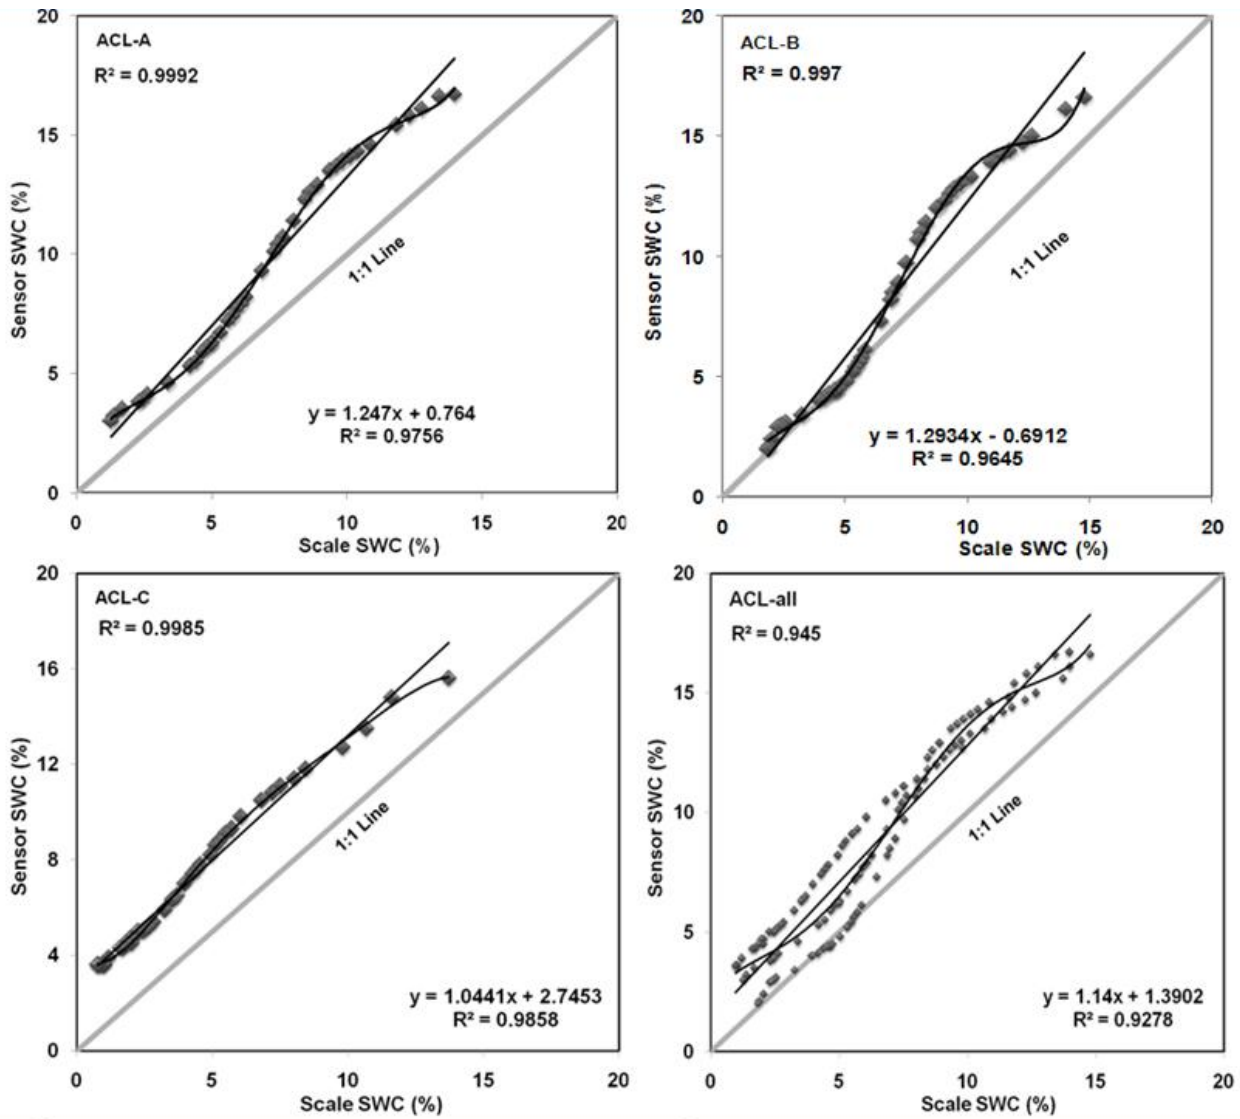 20
15
10
5
0
Sensor SWC (%)
ACL-A
R² = 0.9992
1:1 Line
y = 1.247x + 0.764
R² = 0.9756
0 5 10 15 20
Scale SWC (%)
20
15
10
5
0
Sensor SWC (%)
ACL-B
R² = 0.997
1:1 Line
y = 1.2934x - 0.6912
R² = 0.9645
0 5 10 15 20
Scale SWC (%)
20
16
12
8
4
0
Sensor SWC (%)
ACL-C
R² = 0.9985
1:1 Line
y = 1.0441x + 2.7453
R² = 0.9858
0 5 10 15 20
Scale SWC (%)
20
15
10
5
0
Sensor SWC (%)
ACL-all
R² = 0.945
1:1 Line
y = 1.14x + 1.3902
R² = 0.9278
0 5 10 15 20
Scale SWC (%)